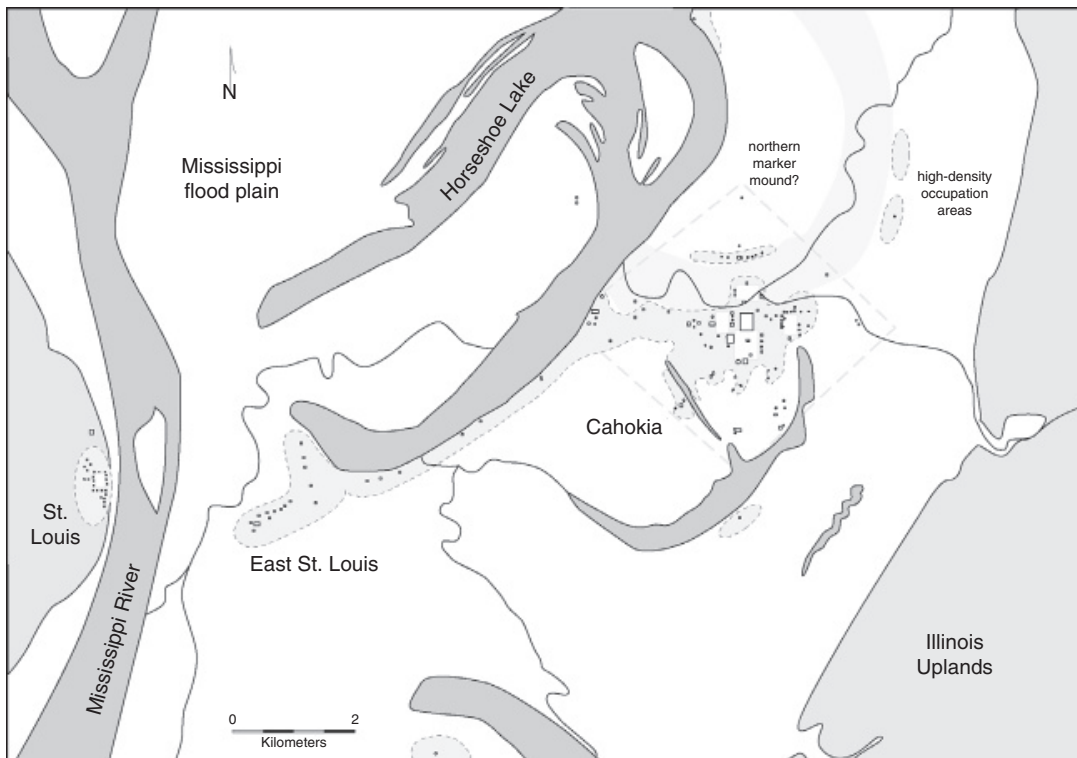 N
Mississippi
flood plain
Horseshoe Lake
northern
marker
mound?
high-density
occupation
areas
Cahokia
St.
Louis
East St. Louis
Mississippi River
Illinois
Uplands
0 2
Kilometers